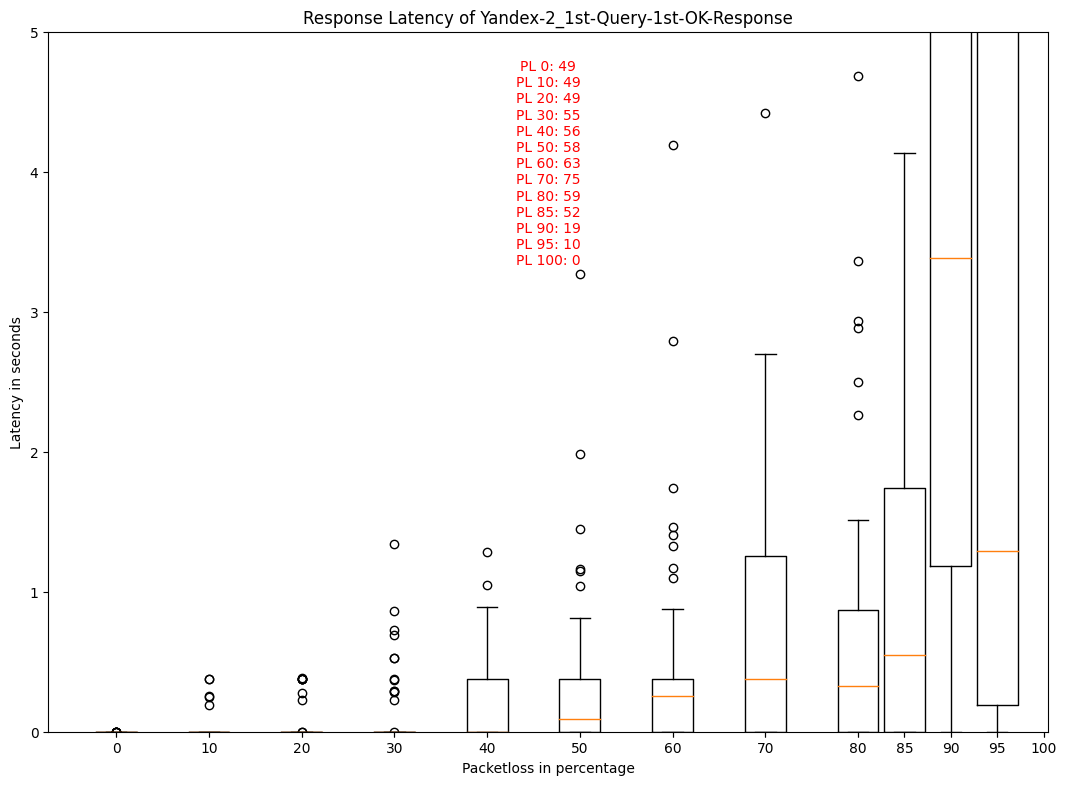 Response Latency of Yandex-2_1st-Query-1st-OK-Response
5
4
3
2
1
0
Latency in seconds
PL 0: 49
PL 10: 49
PL 20: 49
PL 30: 55
PL 40: 56
PL 50: 58
PL 60: 63
PL 70: 75
PL 80: 59
PL 85: 52
PL 90: 19
PL 95: 10
PL 100: 0
0 10 20 30 40 50 60 70 80 85 90 95 100
Packetloss in percentage